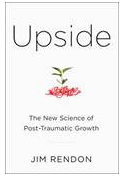 Upside
The New Science of
Post-Traumatic Growth
JIM RENDON